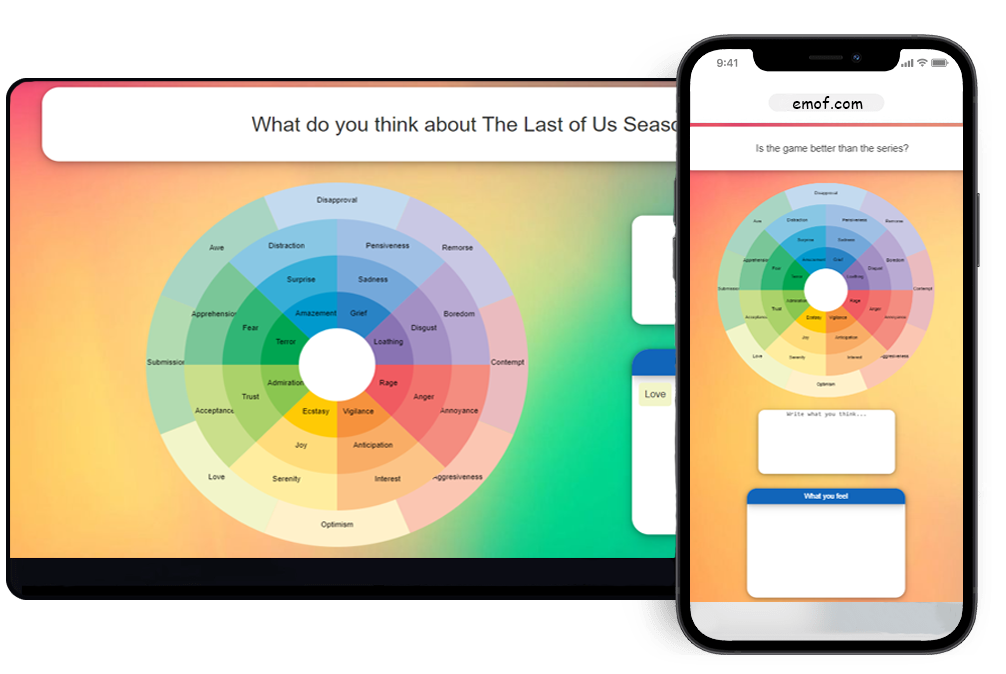 What do you think about The Last of Us Seaso
Disapproval
Awe
Distraction
Pensiveness
Remorse
Surprise
Sadness
Apprehension
Fear
Amazement
Grief
Disgust
Boredom
Terror
Loathing
Submission
Contempt
Admiration
Rage
Trust
Anger
Acceptance
Ecstasy
Vigilance
Annoyance
Joy
Anticipation
Love
Serenity
Interest
Aggresiveness
Optimism
Love
9:41
emof.com
Is the game better than the series?
Disapproval
Awe
Distraction
Pensiveness
Remorse
Surprise
Sadness
Apprehension
Fear
Amazement
Grief
Disgust
Boredom
Terror
Loathing
Submission
Contempt
Admiration
Rage
Trust
Anger
Acceptance
Ecstasy
Vigilance
Annoyance
Joy
Anticipation
Love
Serenity
Interest
Aggresiveness
Optimism
Write what you think...
What you feel